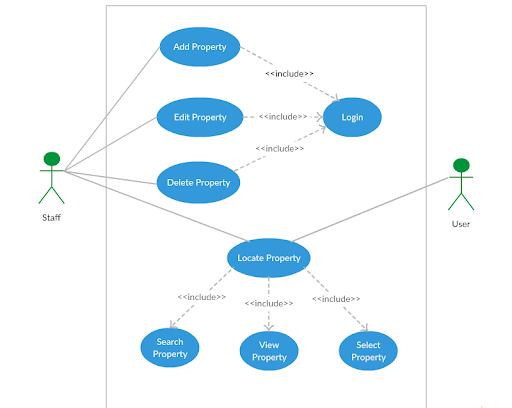 Add Property
<<include>>
Edit Property
<<include>>
Login
<<include>>
Delete Property
Staff
User
Locate Property
<<include>>
<<include>>
<<include>>
Search
Property
View
Property
Select
Property